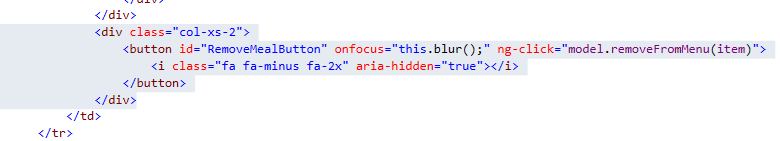 </div>
</div>
<div class="col-xs-2">
<button id="RemoveMealButton" onfocus="this.blur();" ng-click="model.removeFromMenu(item)">
<i class="fa fa-minus fa-2x" aria-hidden="true"></i>
</button>
</div>
</td>
</tr>